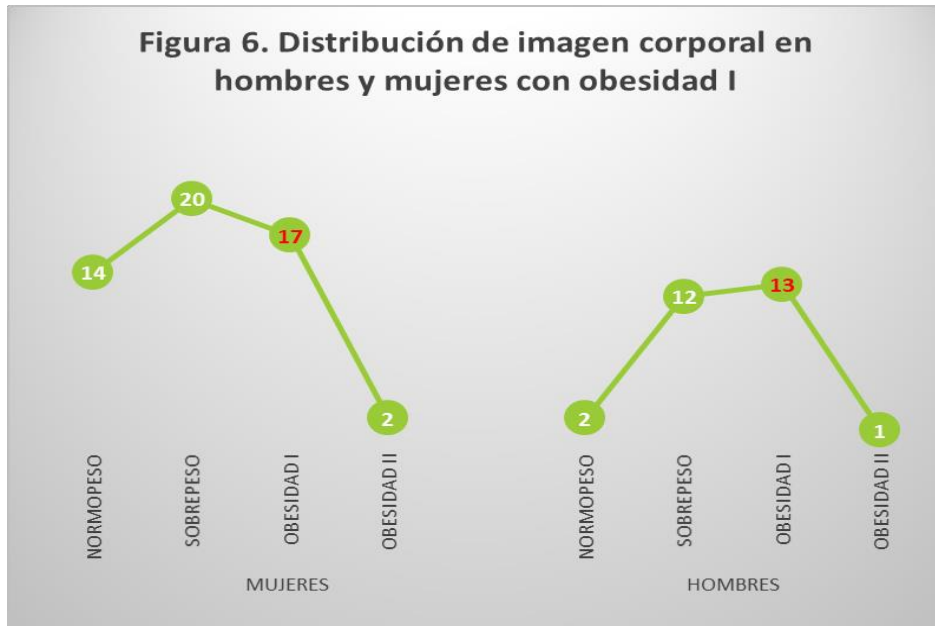 Figura 6. Distribución de imagen corporal en
hombres y mujeres con obesidad I
20
17
14
13
12
2
2
1
NORMOPESO
SOBREPESO
OBESIDAD I
OBESIDAD II
NORMOPESO
SOBREPESO
OBESIDAD I
OBESIDAD II
MUJERES
HOMBRES